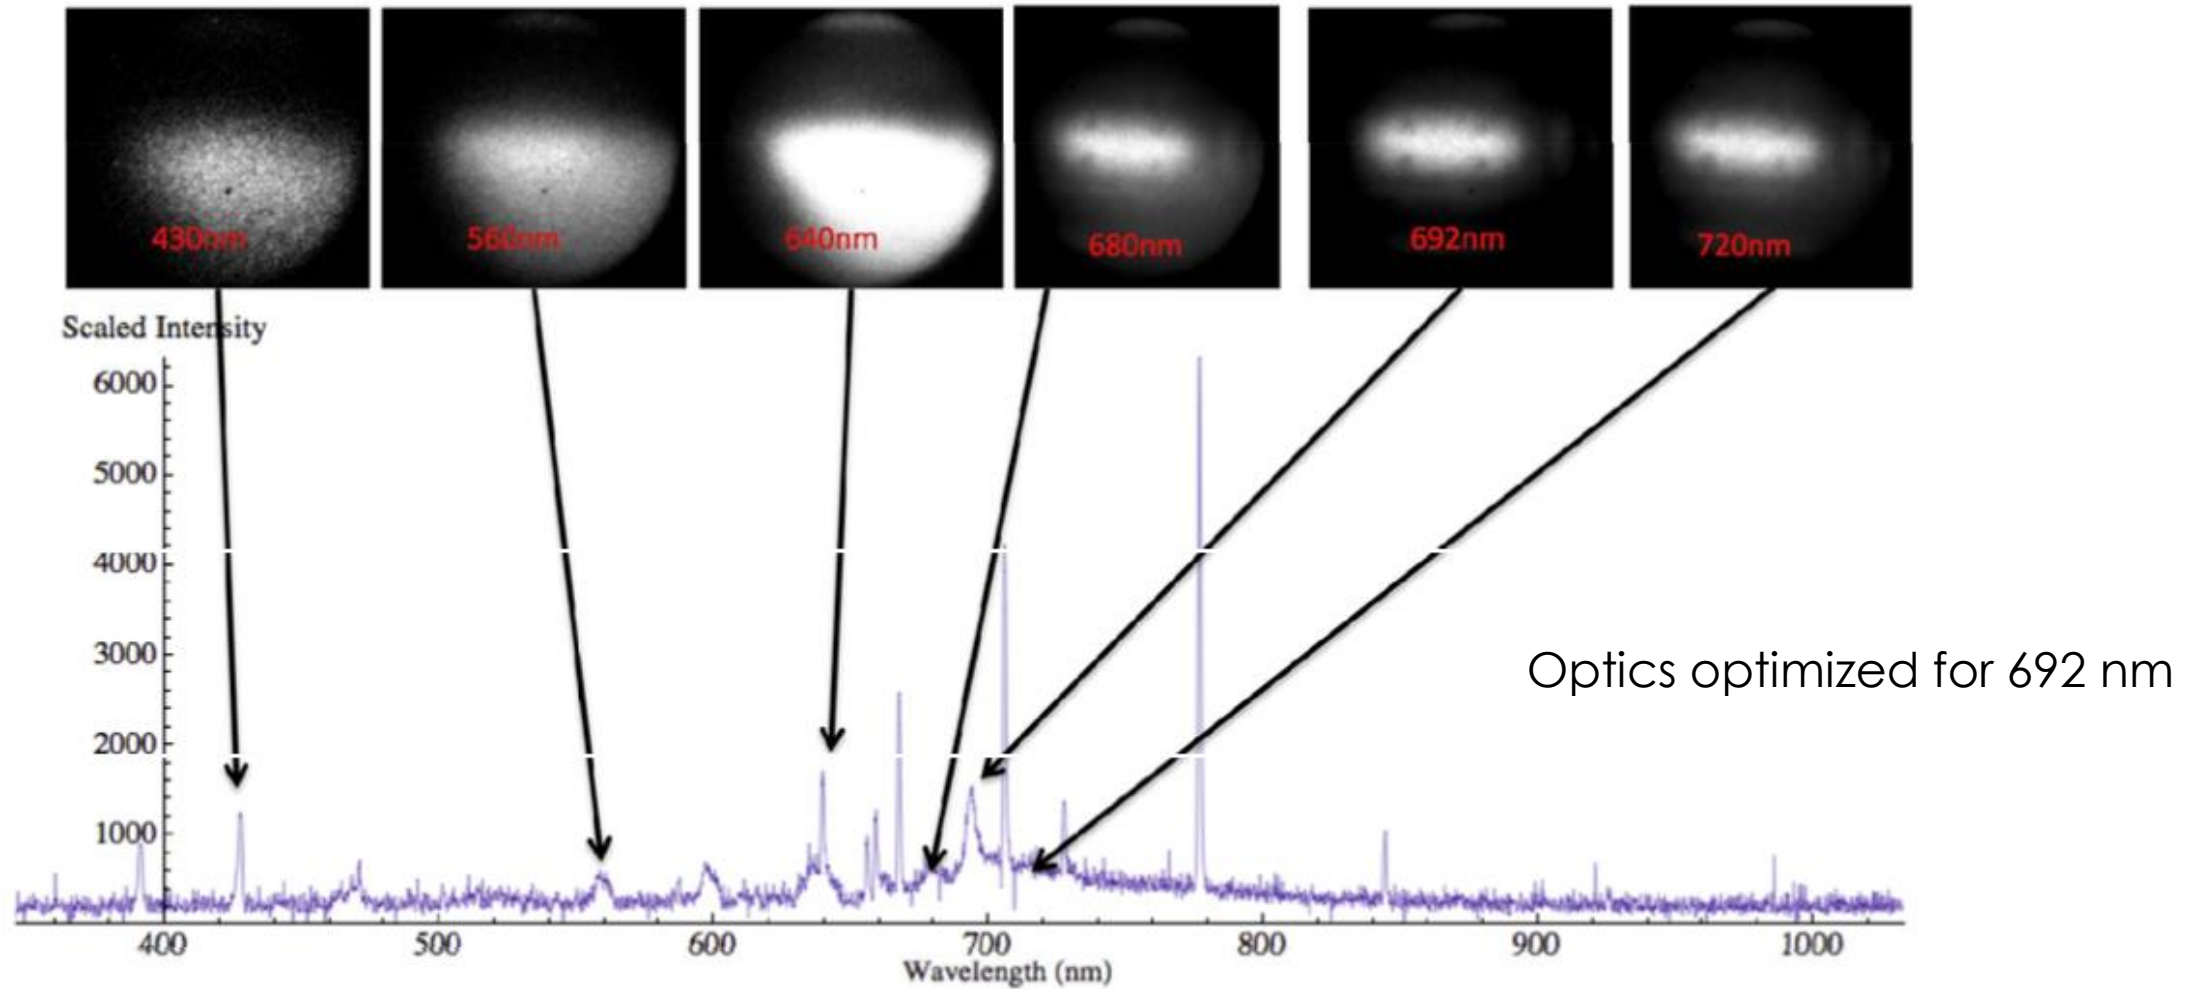 430nm 560nm 640nm 680nm 692nm 720nm
Scaled Intensity
6000
5000
4000
3000
Optics optimized for 692 nm
2000
1000
400 500 600 700 800 900 1000
Wavelength (nm)